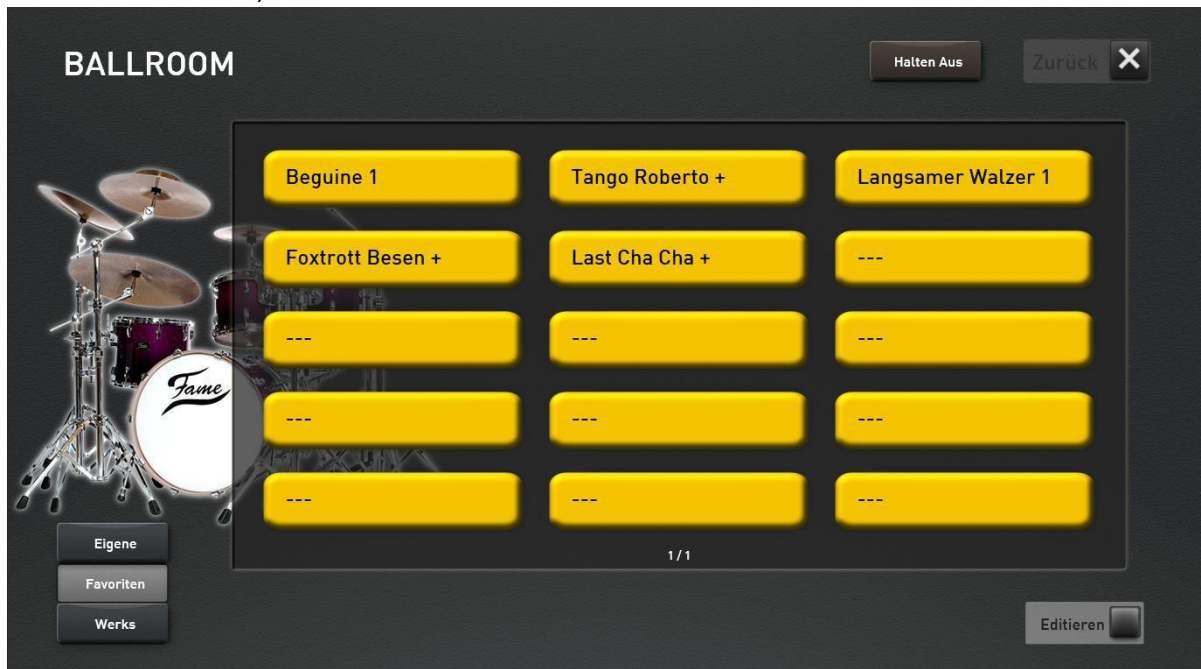 BALLROOM
Halten Aus
Zurück
Beguine 1
Tango Roberto +
Langsamer Walzer 1
Foxtrott Besen +
Last Cha Cha +
---
---
---
---
---
---
---
---
---
---
Fame
Eigene
Favoriten
Werks
1/1
Editieren